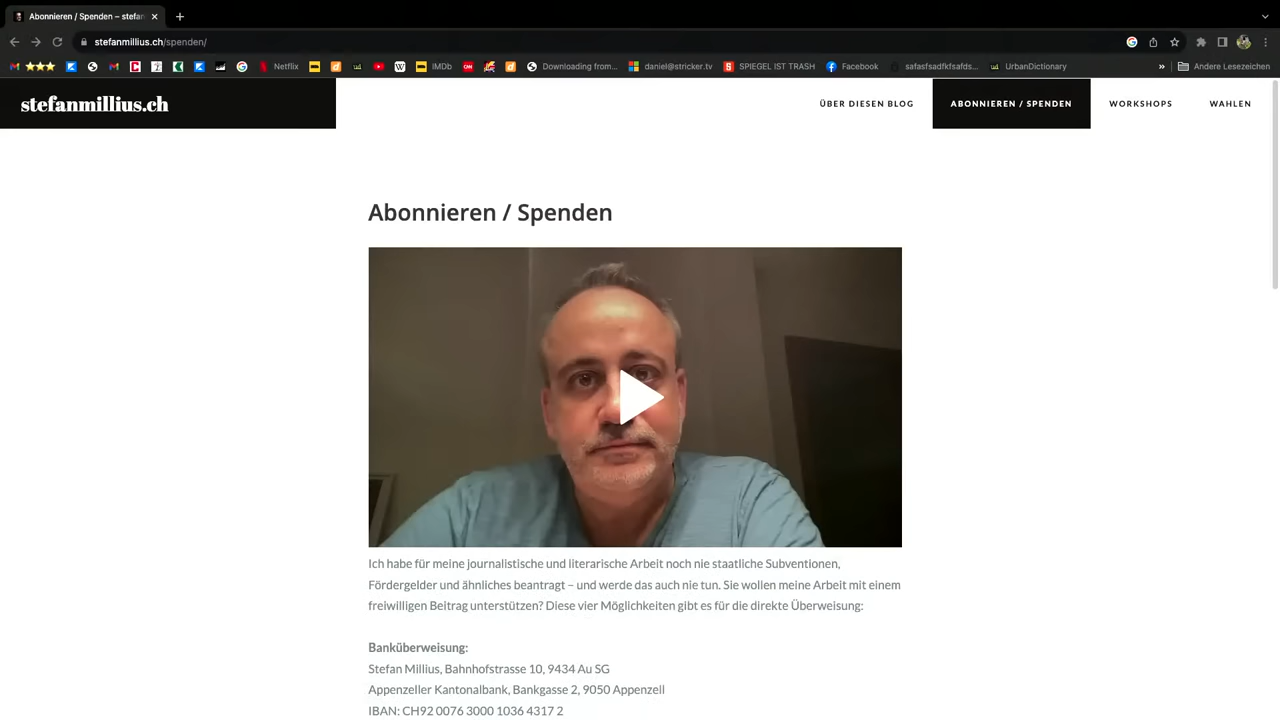 Abonnieren / Spenden – stefan
stefanmillius.ch/spenden/
Netflix
IMDb
Downloading from...
daniel@stricker.tv
SPIEGEL IST TRASH
Facebook
safasfsadfkfsafds...
UrbanDictionary
»
Andere Lesezeichen
stefanmillius.ch
ÜBER DIESEN BLOG
ABONNIEREN / SPENDEN
WORKSHOPS
WAHLEN
Abonnieren / Spenden
Ich habe für meine journalistische und literarische Arbeit noch nie staatliche Subventionen,
Fördergelder und ähnliches beantragt – und werde das auch nie tun. Sie wollen meine Arbeit mit einem
freiwilligen Beitrag unterstützen? Diese vier Möglichkeiten gibt es für die direkte Überweisung:
Banküberweisung:
Stefan Millius, Bahnhofstrasse 10, 9434 Au SG
Appenzeller Kantonalbank, Bankgasse 2, 9050 Appenzell
IBAN: CH92 0076 3000 1036 4317 2